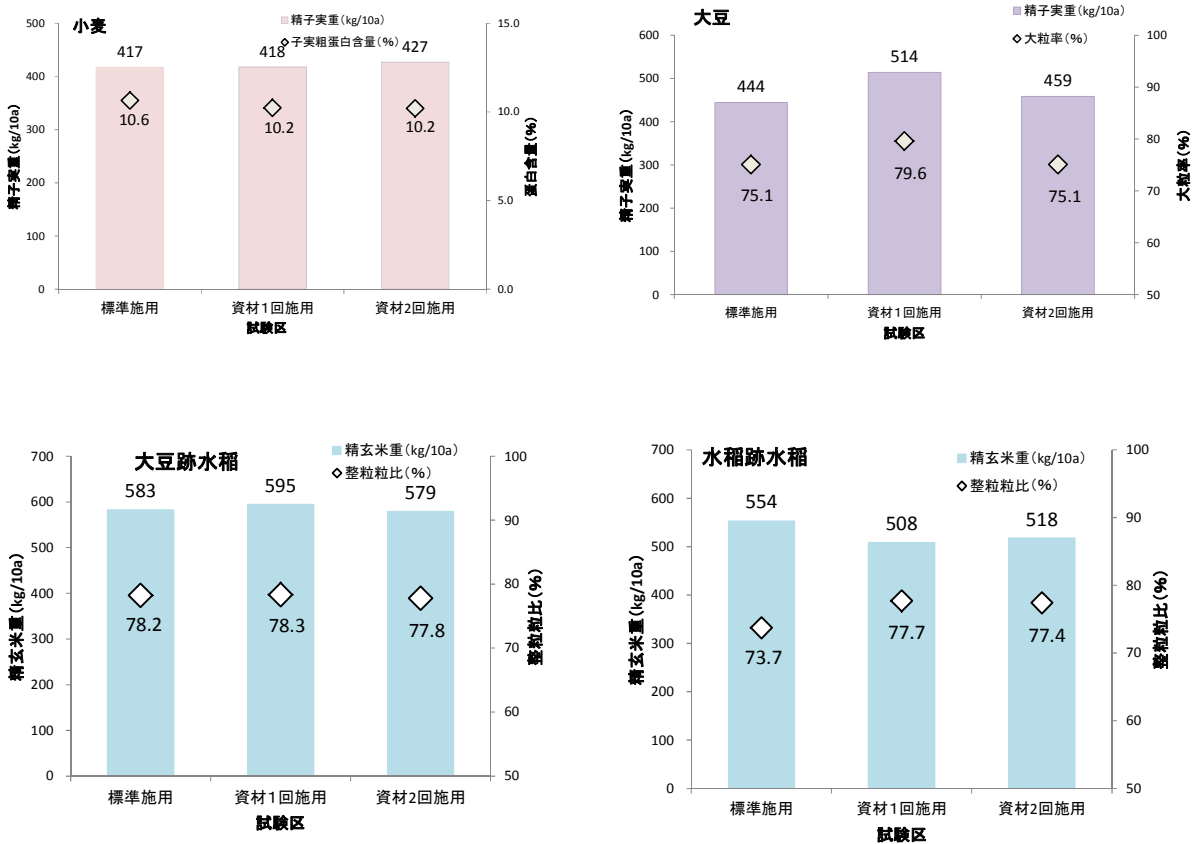 小麦
精子実重(kg/10a)
子実粗蛋白含量(%)
500
400
300
200
100
0
精子実重(kg/10a)
417
418
427
10.6
10.2
10.2
15.0
10.0
5.0
0.0
蛋白含量(%)
標準施用
資材1回施用
資材2回施用
試験区
大豆
精子実重(kg/10a)
大粒率(%)
600
500
400
300
200
100
0
精子実重(kg/10a)
444
514
459
75.1
79.6
75.1
100
90
80
70
60
50
大粒率(%)
標準施用
資材1回施用
資材2回施用
試験区
大豆跡水稲
精玄米重(kg/10a)
整粒粒比(%)
700
600
500
400
300
200
100
0
精玄米重(kg/10a)
583
595
579
78.2
78.3
77.8
100
90
80
70
60
50
整粒粒比(%)
標準施用
資材1回施用
資材2回施用
試験区
水稲跡水稲
精玄米重(kg/10a)
整粒粒比(%)
700
600
500
400
300
200
100
0
精玄米重(kg/10a)
554
508
518
73.7
77.7
77.4
100
90
80
70
60
50
整粒粒比(%)
標準施用
資材1回施用
資材2回施用
試験区